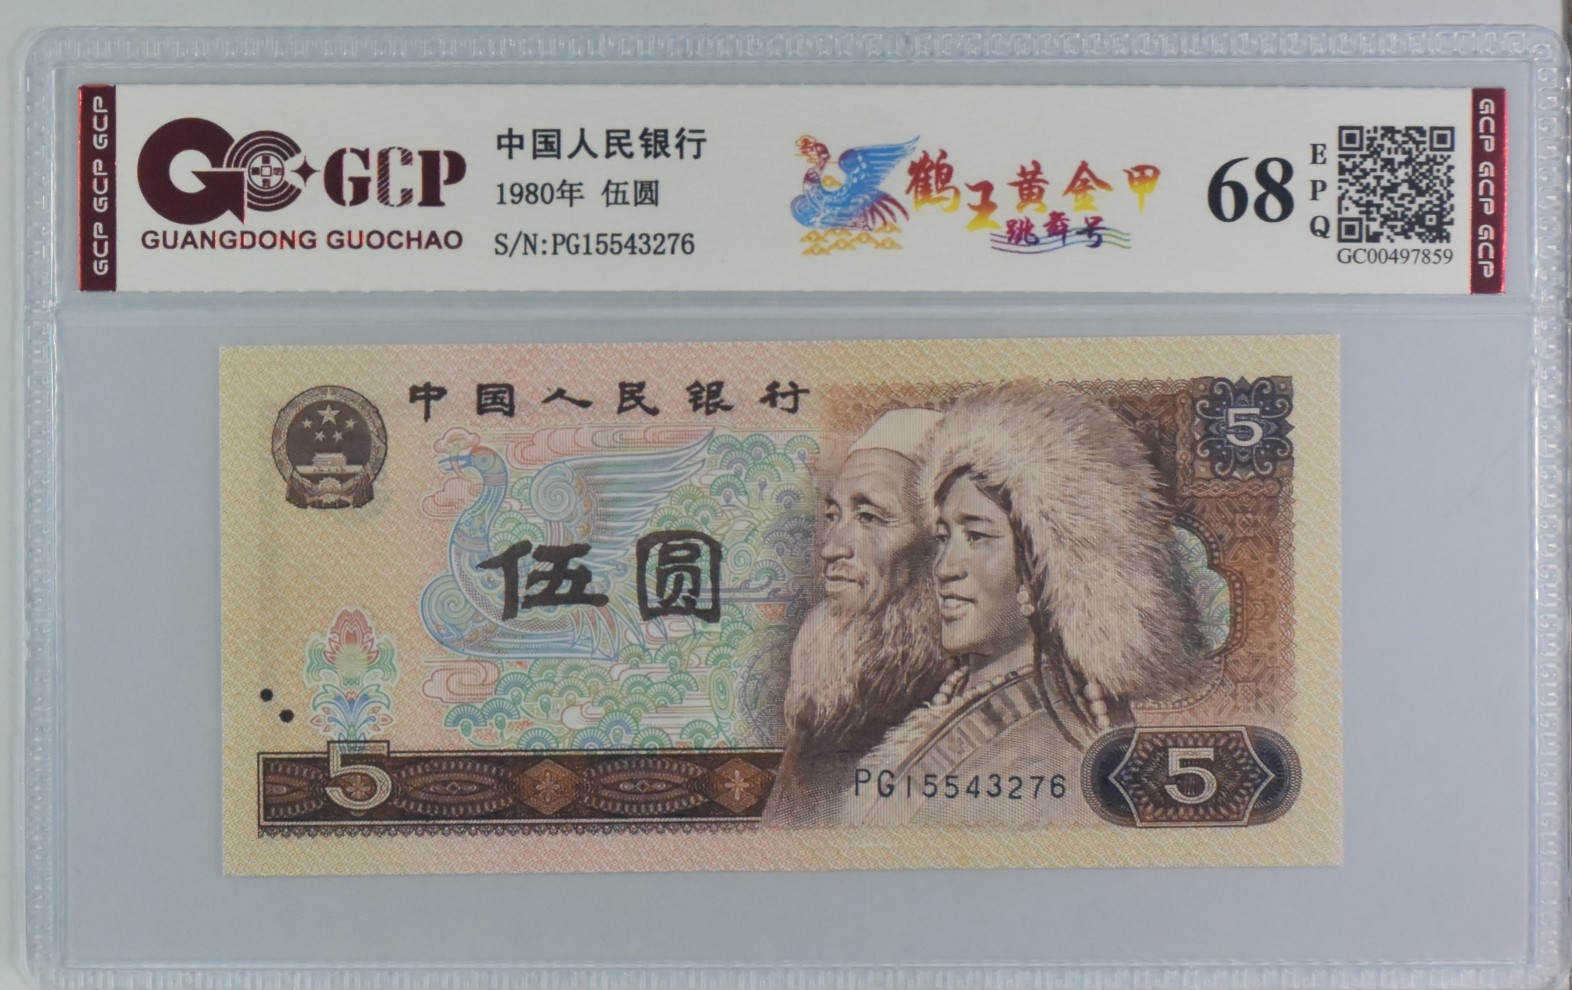 GCP GCP GCP
GCP
GUANGDONG GUOCHAO
中国人民银行
1980年 伍圆
S/N:PG15543276
鹤王黄金甲
跳舞号
68
EPQ
GC00497859
GCP GCP GCP
中国人民银行
5
伍圆
5
PG15543276
5